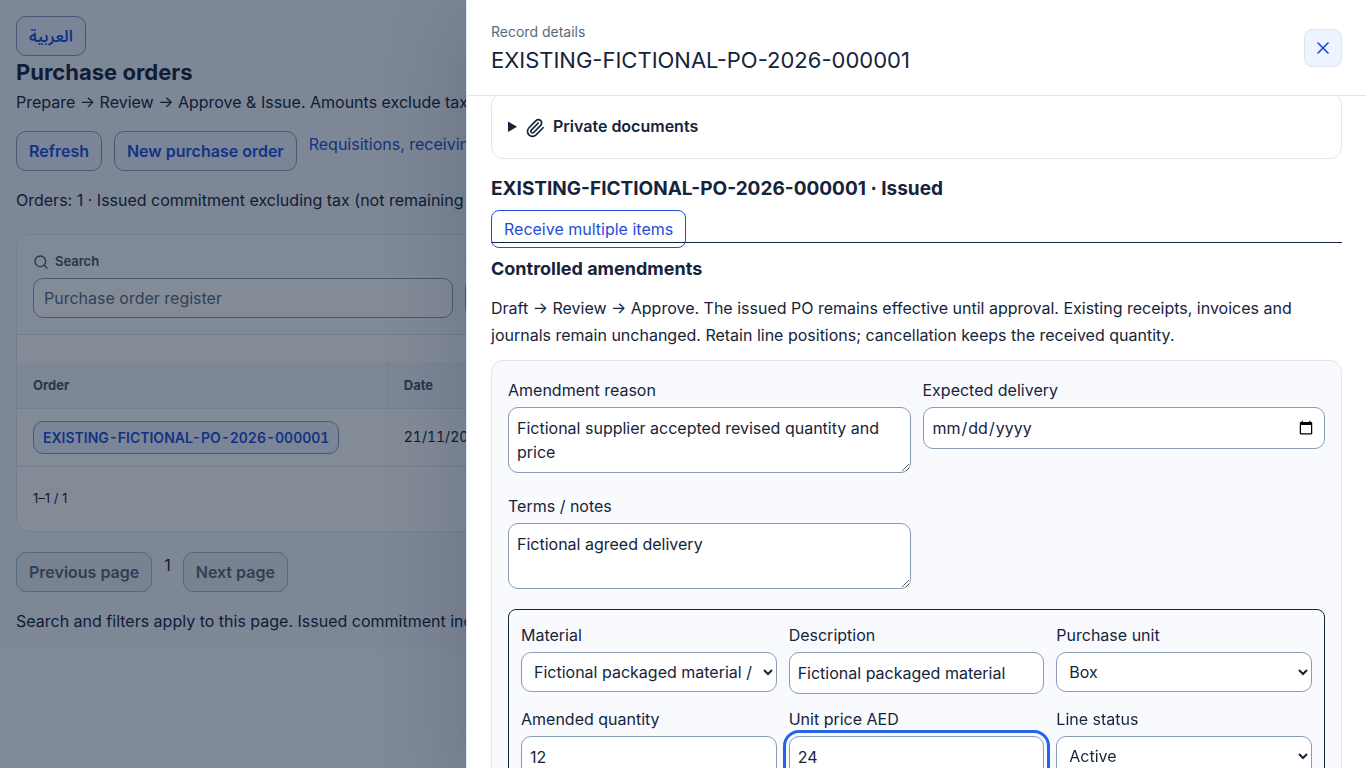 العربية
Purchase orders
Prepare → Review → Approve & Issue. Amounts exclude tax
Refresh
New purchase order
Requisitions,
Orders: 1 · Issued commitment excluding tax (not remaining
Search
Purchase order register
Order
Date
EXISTING-FICTIONAL-PO-2026-000001
21/11/20
1–1 / 1
Previous page
1
Next page
Search and filters apply to this page. Issued commitment
Record details
EXISTING-FICTIONAL-PO-2026-000001
Private documents
EXISTING-FICTIONAL-PO-2026-000001 · Issued
Receive multiple items
Controlled amendments
Draft → Review → Approve. The issued PO remains effective until approval. Existing receipts, invoices and
journals remain unchanged. Retain line positions; cancellation keeps the received quantity.
Amendment reason
Expected delivery
Fictional supplier accepted revised quantity and
price
mm/dd/yyyy
Terms / notes
Fictional agreed delivery
Material
Description
Purchase unit
Fictional packaged material /
Fictional packaged material
Box
Amended quantity
Unit price AED
Line status
12
24
Active